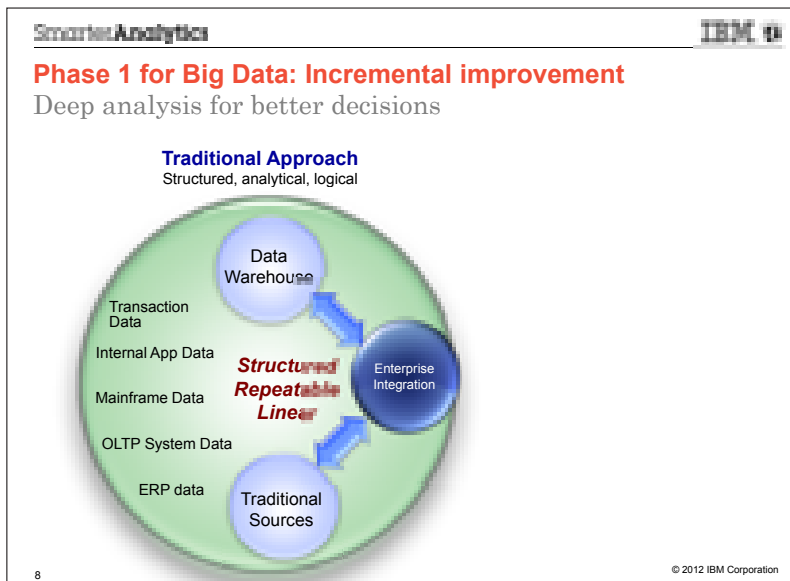 SmarterAnalytics
IBM
Phase 1 for Big Data: Incremental improvement
Deep analysis for better decisions
Traditional Approach
Structured, analytical, logical
Data
Warehouse
Transaction
Data
Internal App Data
Mainframe Data
OLTP System Data
ERP data
Structured
Repeatable
Linear
Enterprise
Integration
Traditional
Sources
8
© 2012 IBM Corporation